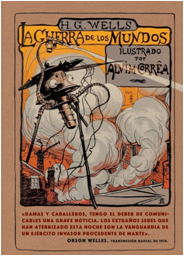 H.G. WELLS
LA GUERRA DE LOS MUNDOS
ILUSTRADO
POR
ALVIM CORRÊA
«DAMAS Y CABALLEROS, TENGO EL DEBER DE COMUNI-
CARLES UNA GRAVE NOTICIA. LOS EXTRAÑOS SERES QUE
HAN ATERRIZADO ESTA NOCHE SON LA VANGUARDIA DE
UN EJÉRCITO INVASOR PROCEDENTE DE MARTE».
ORSON WELLES, TRANSMISIÓN RADIAL DE 1938.